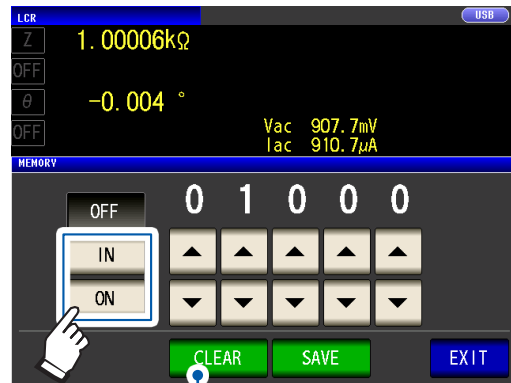 LCR USB
Z 1.00006kΩ
OFF
θ -0.004 °
OFF
Vac 907.7mV
Iac 910.7μA
MEMORY
OFF 0 1 0 0 0
IN
ON
CLEAR SAVE EXIT